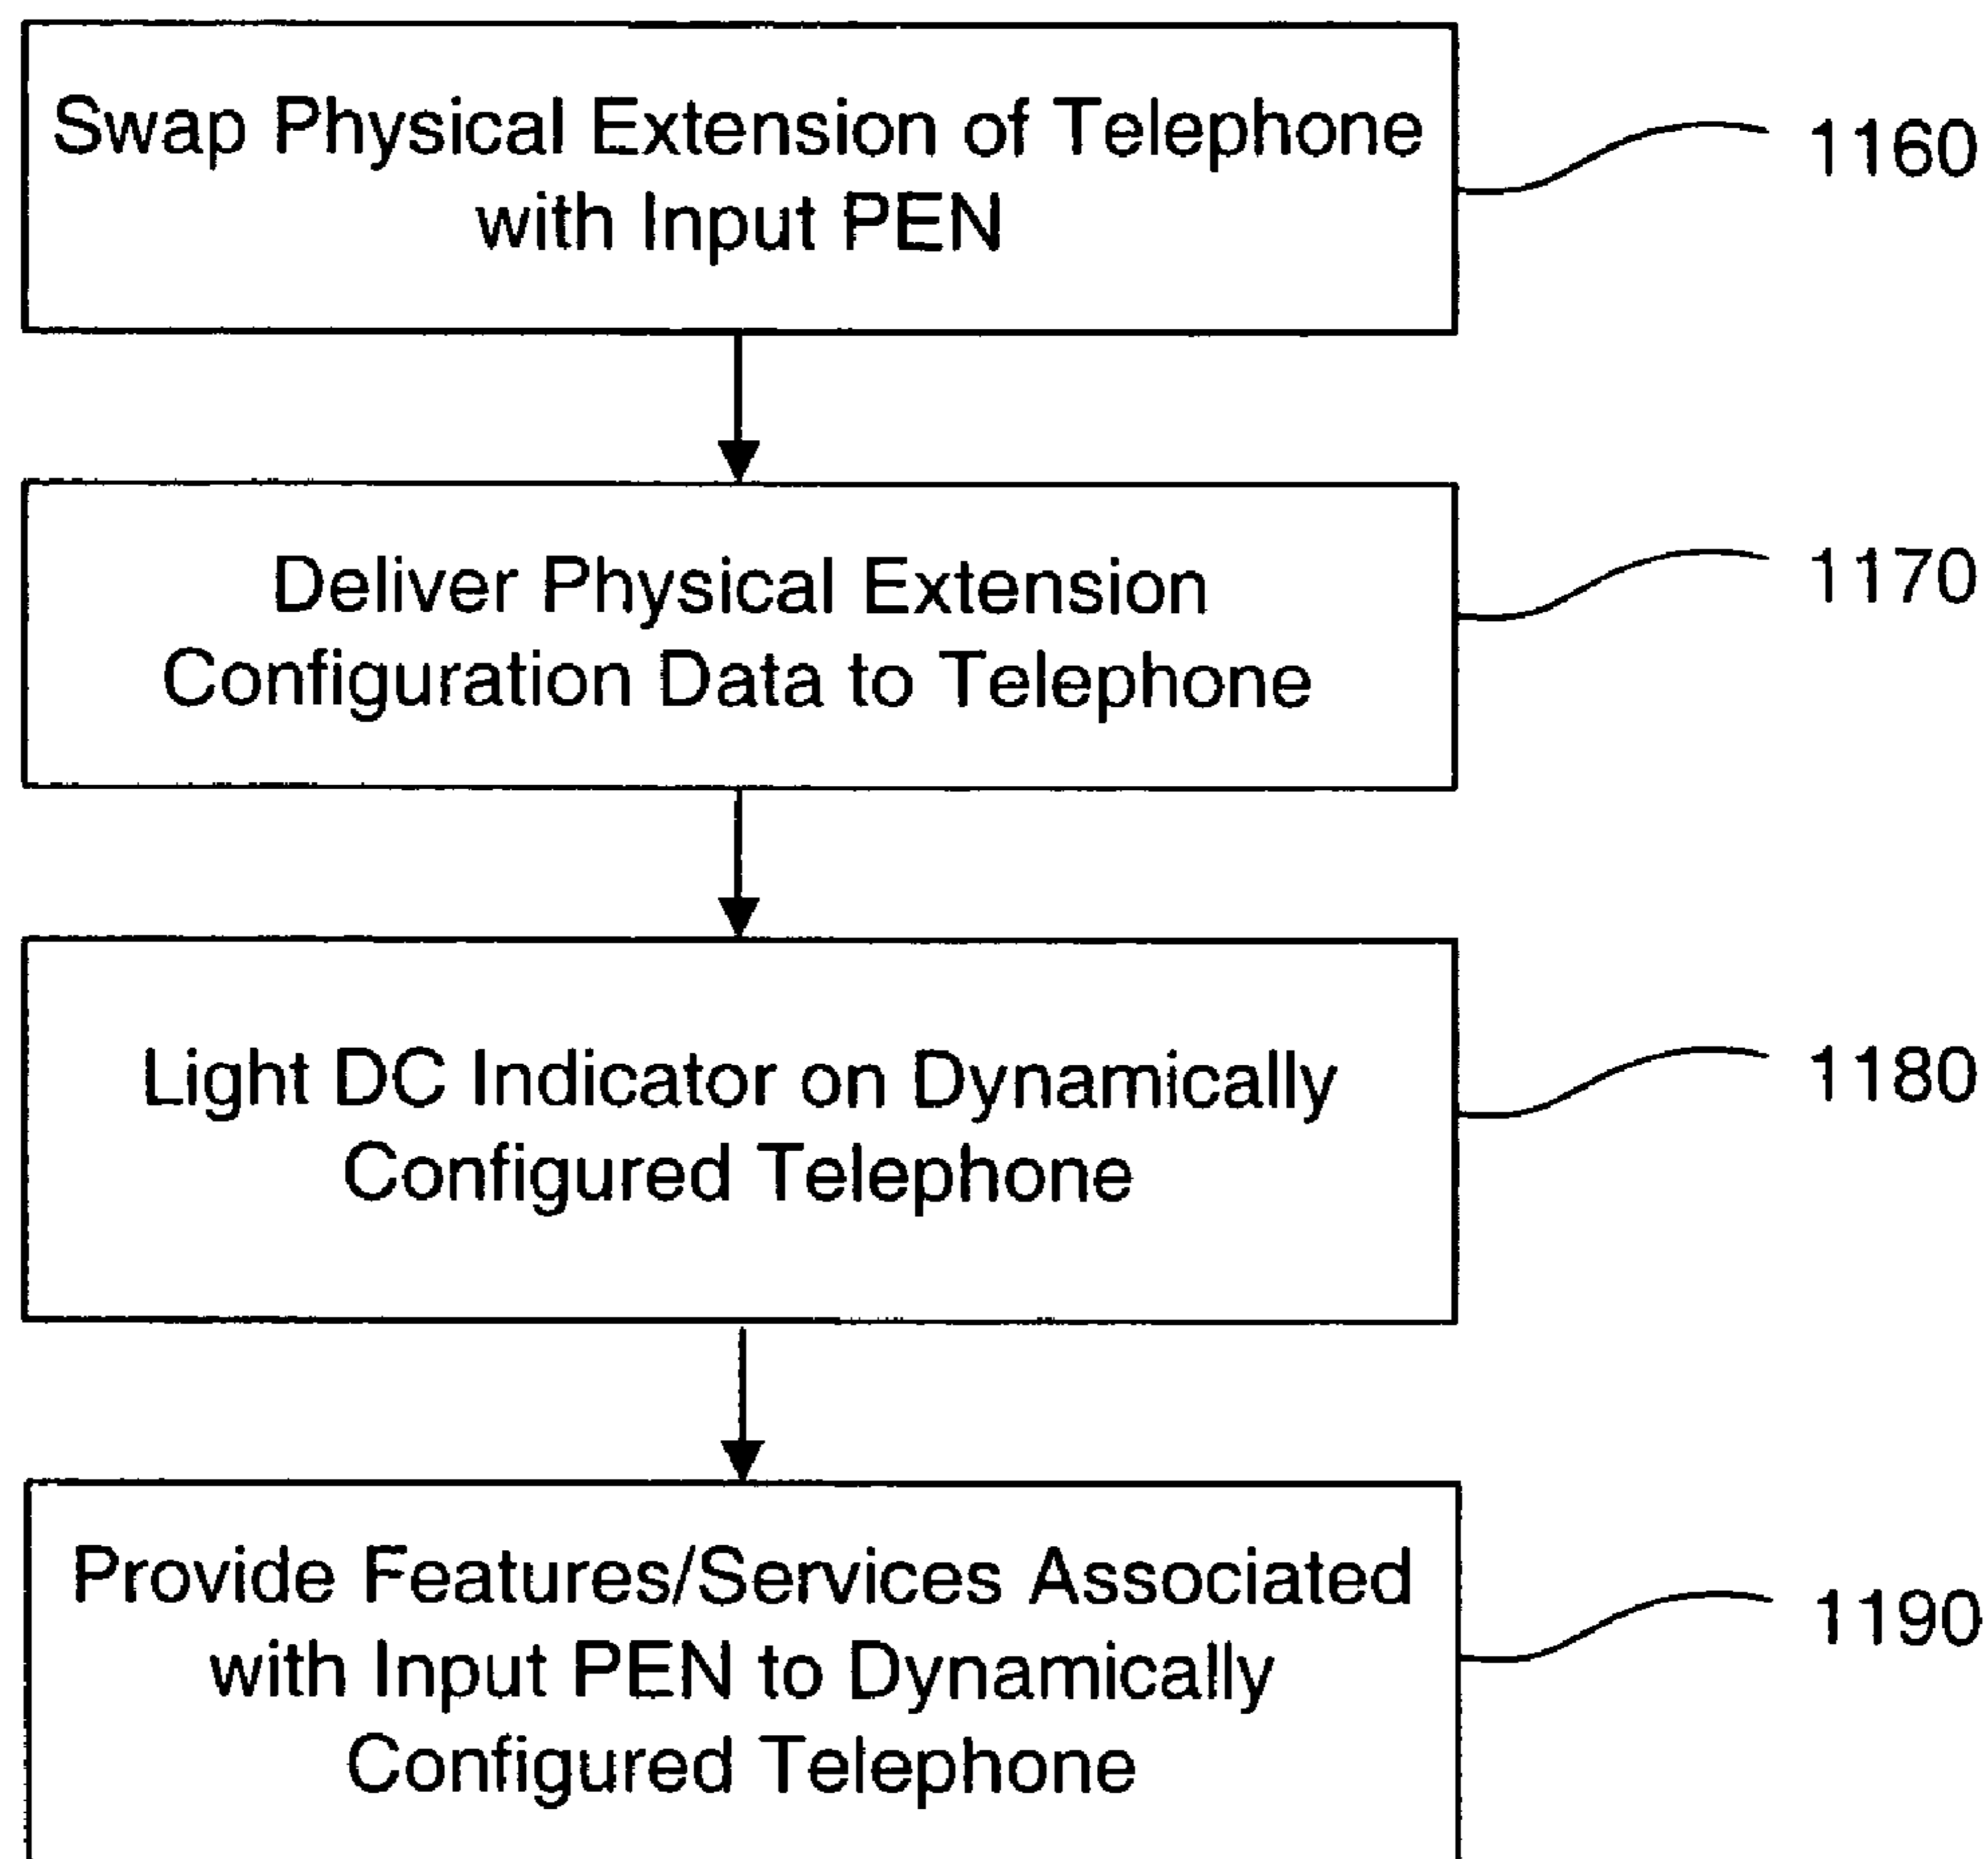 Swap Physical Extension of Telephone
with Input PEN
1160
Deliver Physical Extension
Configuration Data to Telephone
1170
Light DC Indicator on Dynamically
Configured Telephone
1180
Provide Features/Services Associated
with Input PEN to Dynamically
Configured Telephone
1190